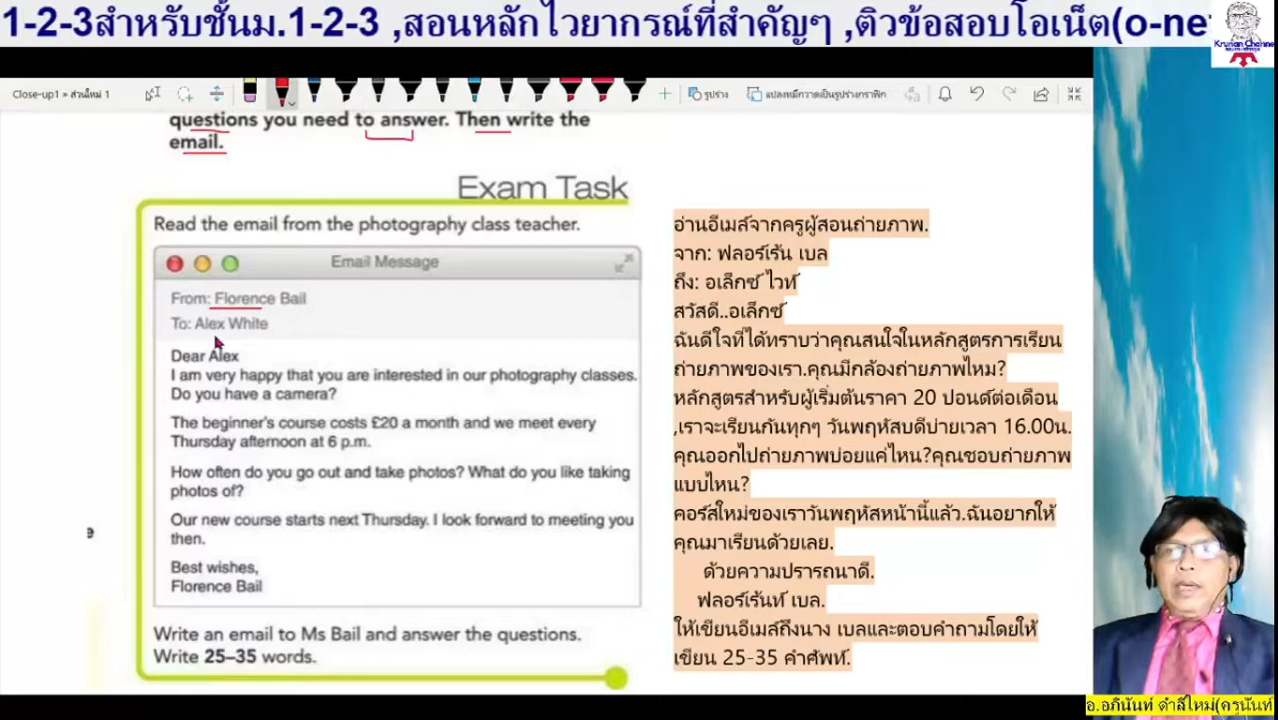 1-2-3สำหรับชั้นม.1-2-3 ,สอนหลักไวยากรณ์ที่สำคัญๆ ,ติวข้อสอบโอเน็ต(o-ne
Close-up1 » ส่วนใหม่ 1
รูปร่าง
แปลงหมึกวาดเป็นรูปร่างกราฟิก
questions you need to answer. Then write the
email.
Exam Task
Read the email from the photography class teacher.
Email Message
From: Florence Bail
To: Alex White
Dear Alex
I am very happy that you are interested in our photography classes.
Do you have a camera?
The beginner's course costs £20 a month and we meet every
Thursday afternoon at 6 p.m.
How often do you go out and take photos? What do you like taking
photos of?
Our new course starts next Thursday. I look forward to meeting you
then.
Best wishes,
Florence Bail
Write an email to Ms Bail and answer the questions.
Write 25–35 words.
e
อ่านอีเมล์จากครูผู้สอนถ่ายภาพ.
จาก: ฟลอร์เร้น เบล
ถึง: อเล็กซ์ ไวท์
สวัสดี..อเล็กซ์
ฉันดีใจที่ได้ทราบว่าคุณสนใจในหลักสูตรการเรียน
ถ่ายภาพของเรา.คุณมีกล้องถ่ายภาพไหม?
หลักสูตรสำหรับผู้เริ่มต้นราคา 20 ปอนด์ต่อเดือน
,เราจะเรียนกันทุกๆ วันพฤหัสบดีบ่ายเวลา 16.00น.
คุณออกไปถ่ายภาพบ่อยแค่ไหน?คุณชอบถ่ายภาพ
แบบไหน?
คอร์สใหม่ของเราวันพฤหัสหน้านี้แล้ว.ฉันอยากให้
คุณมาเรียนด้วยเลย.
ด้วยความปรารถนาดี.
ฟลอร์เร้นท์ เบล.
ให้เขียนอีเมล์ถึงนาง เบลและตอบคำถามโดยให้
เขียน 25-35 คำศัพท์.
อ.อภินันท์ ดำสีใหม่(ครูนันท์